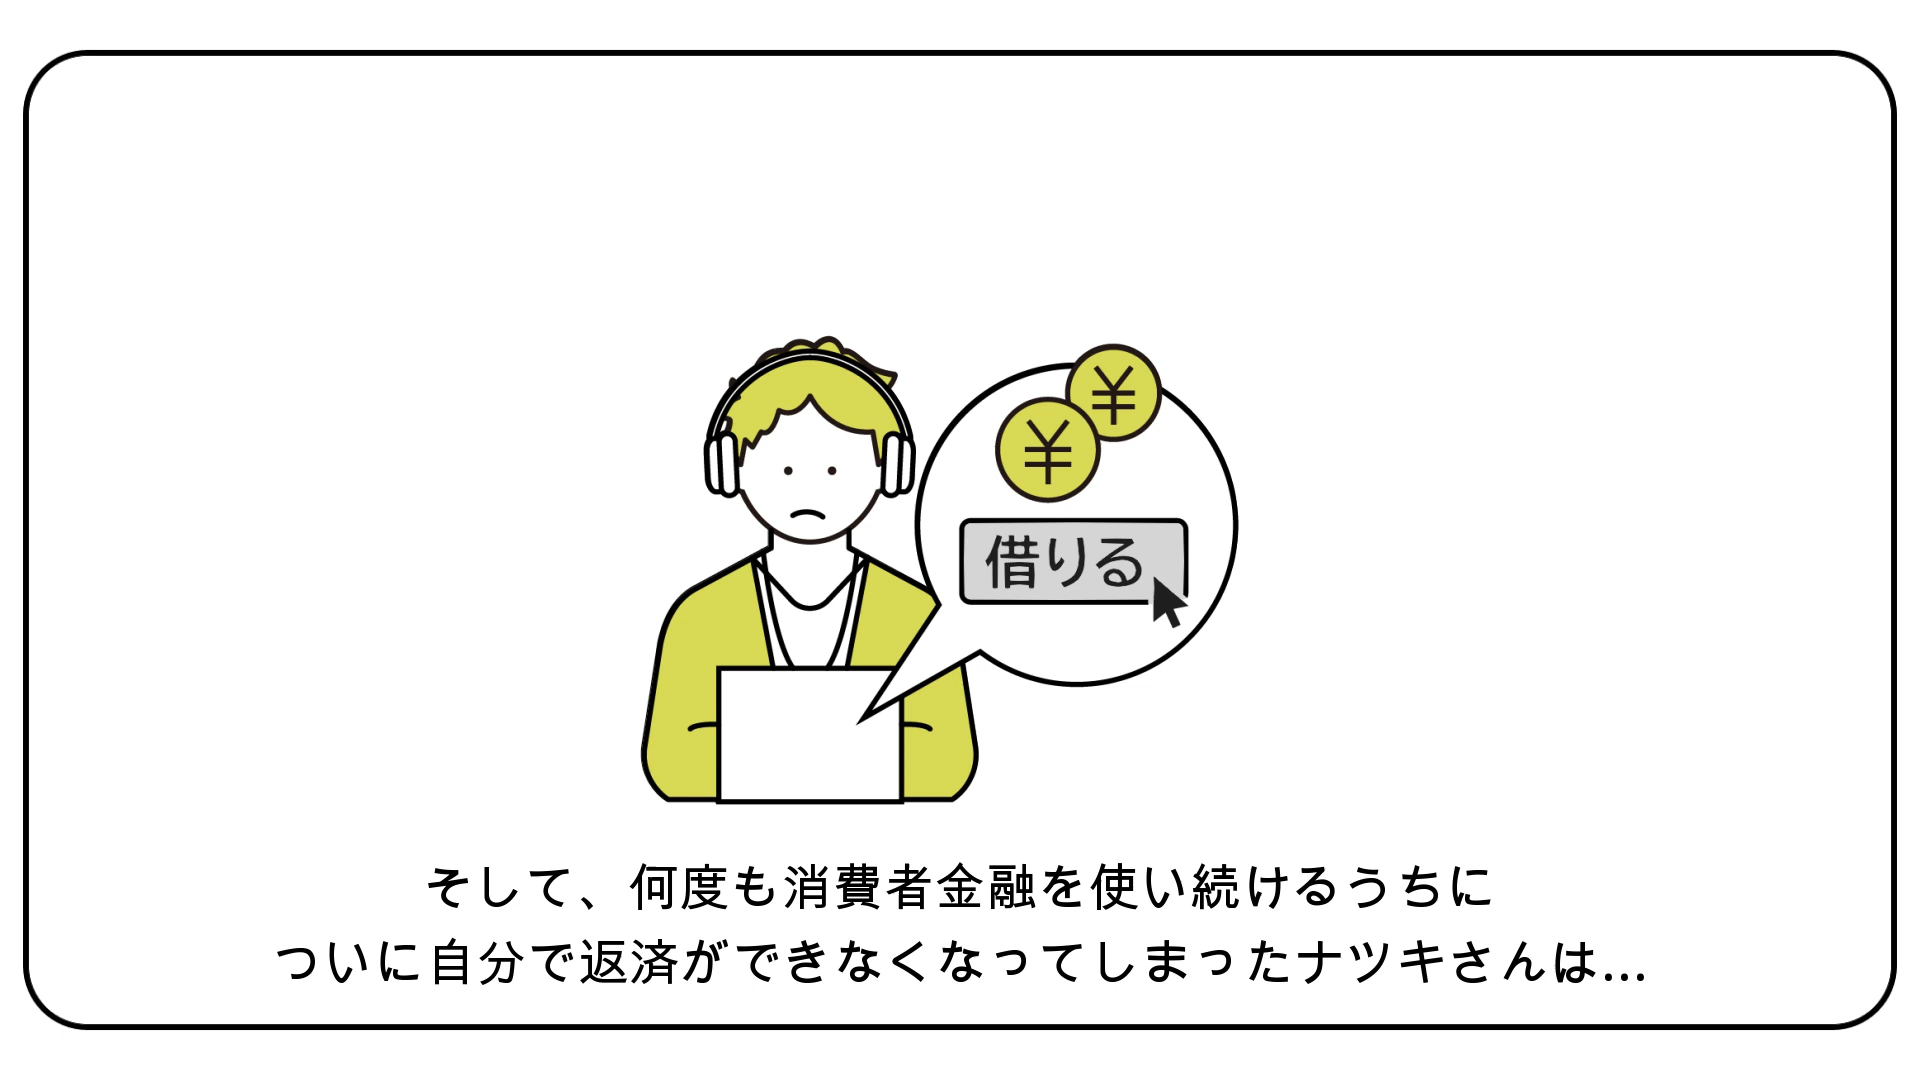 ¥
¥
借りる
そして、何度も消費者金融を使い続けるうちに
ついに自分で返済ができなくなってしまったナツキさんは...